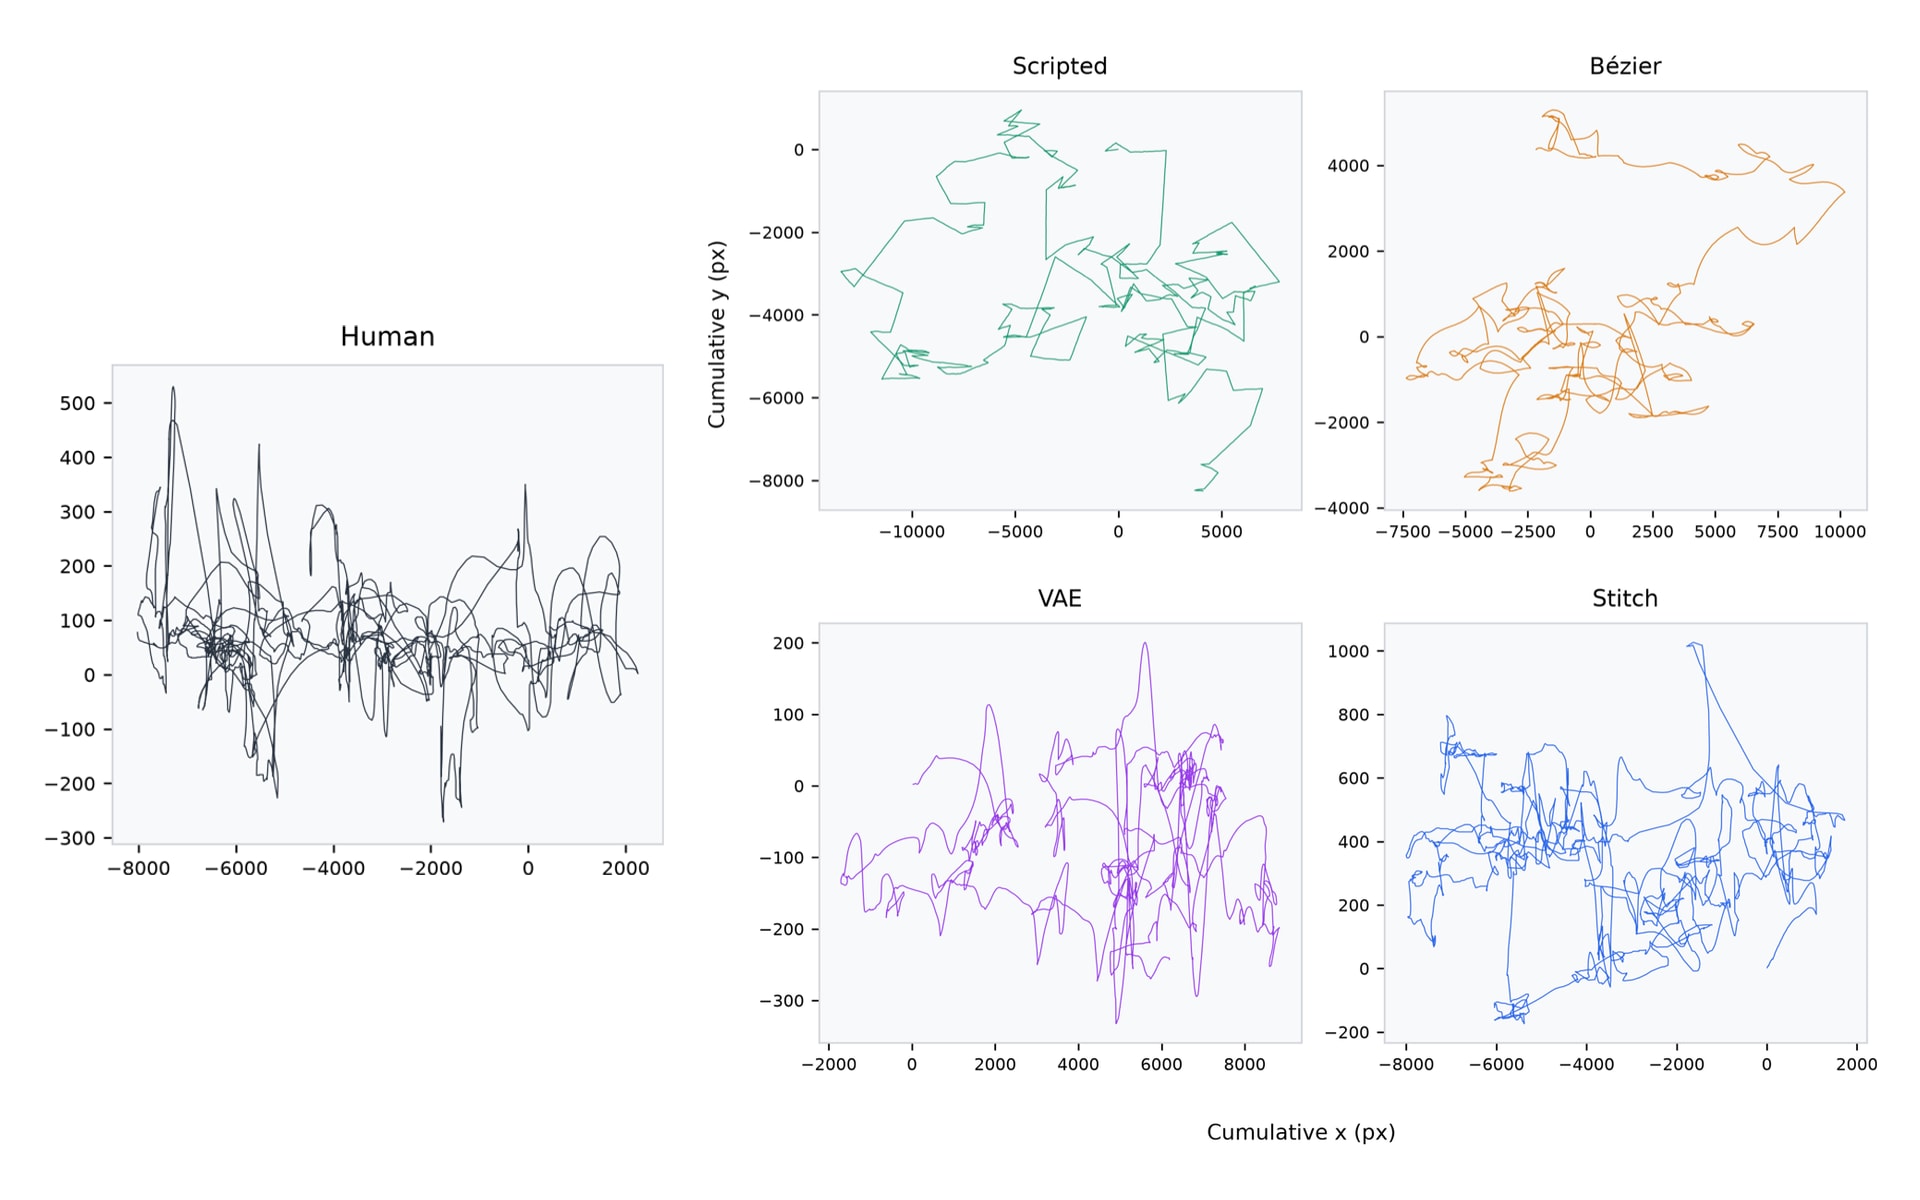 Human
500
400
300
200
100
0
−100
−200
−300
−8000 −6000 −4000 −2000 0 2000
Cumulative y (px)
Scripted
0
−2000
−4000
−6000
−8000
−10000 −5000 0 5000
Bézier
4000
2000
0
−2000
−4000
−7500 −5000 −2500 0 2500 5000 7500 10000
VAE
200
100
0
−100
−200
−300
−2000 0 2000 4000 6000 8000
Stitch
1000
800
600
400
200
0
−200
−8000 −6000 −4000 −2000 0 2000
Cumulative x (px)